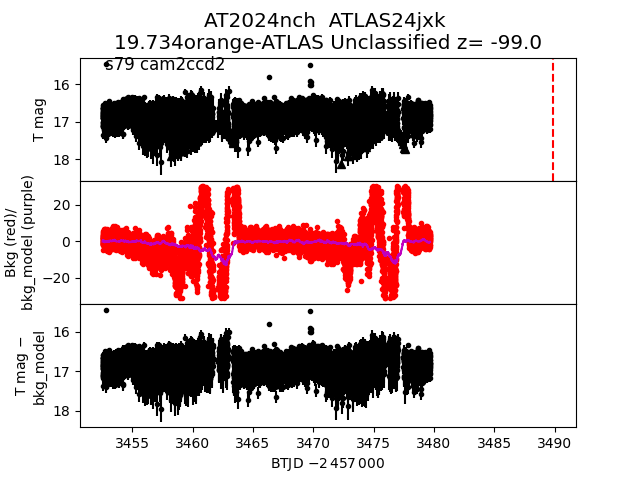 AT2024nch  ATLAS24jxk
19.734orange-ATLAS Unclassified z= -99.0
s79 cam2ccd2
T mag
16
17
18
Bkg (red)/
bkg_model (purple)
20
0
−20
T mag −
bkg_model
16
17
18
3455 3460 3465 3470 3475 3480 3485 3490
BTJD −2 457 000